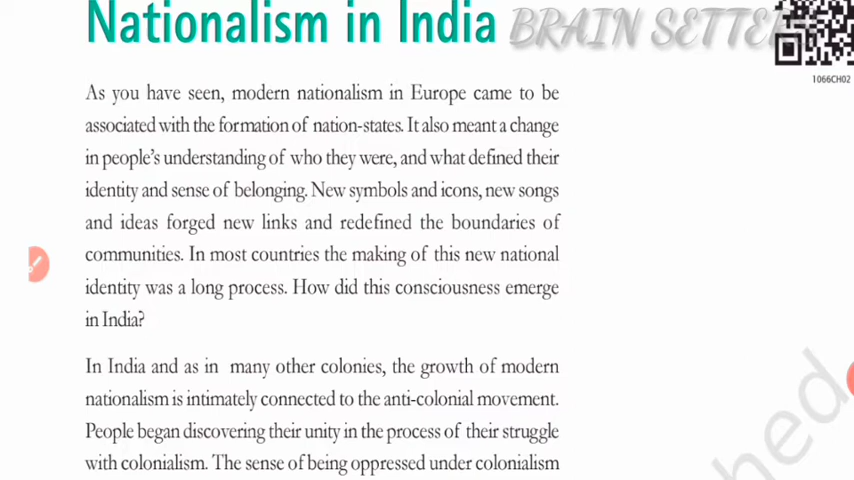 Nationalism in India
BRAIN SETTE
1066CH02
As you have seen, modern nationalism in Europe came to be
associated with the formation of nation-states. It also meant a change
in people's understanding of who they were, and what defined their
identity and sense of belonging. New symbols and icons, new songs
and ideas forged new links and redefined the boundaries of
communities. In most countries the making of this new national
identity was a long process. How did this consciousness emerge
in India?
In India and as in many other colonies, the growth of modern
nationalism is intimately connected to the anti-colonial movement.
People began discovering their unity in the process of their struggle
with colonialism. The sense of being oppressed under colonialism
hed